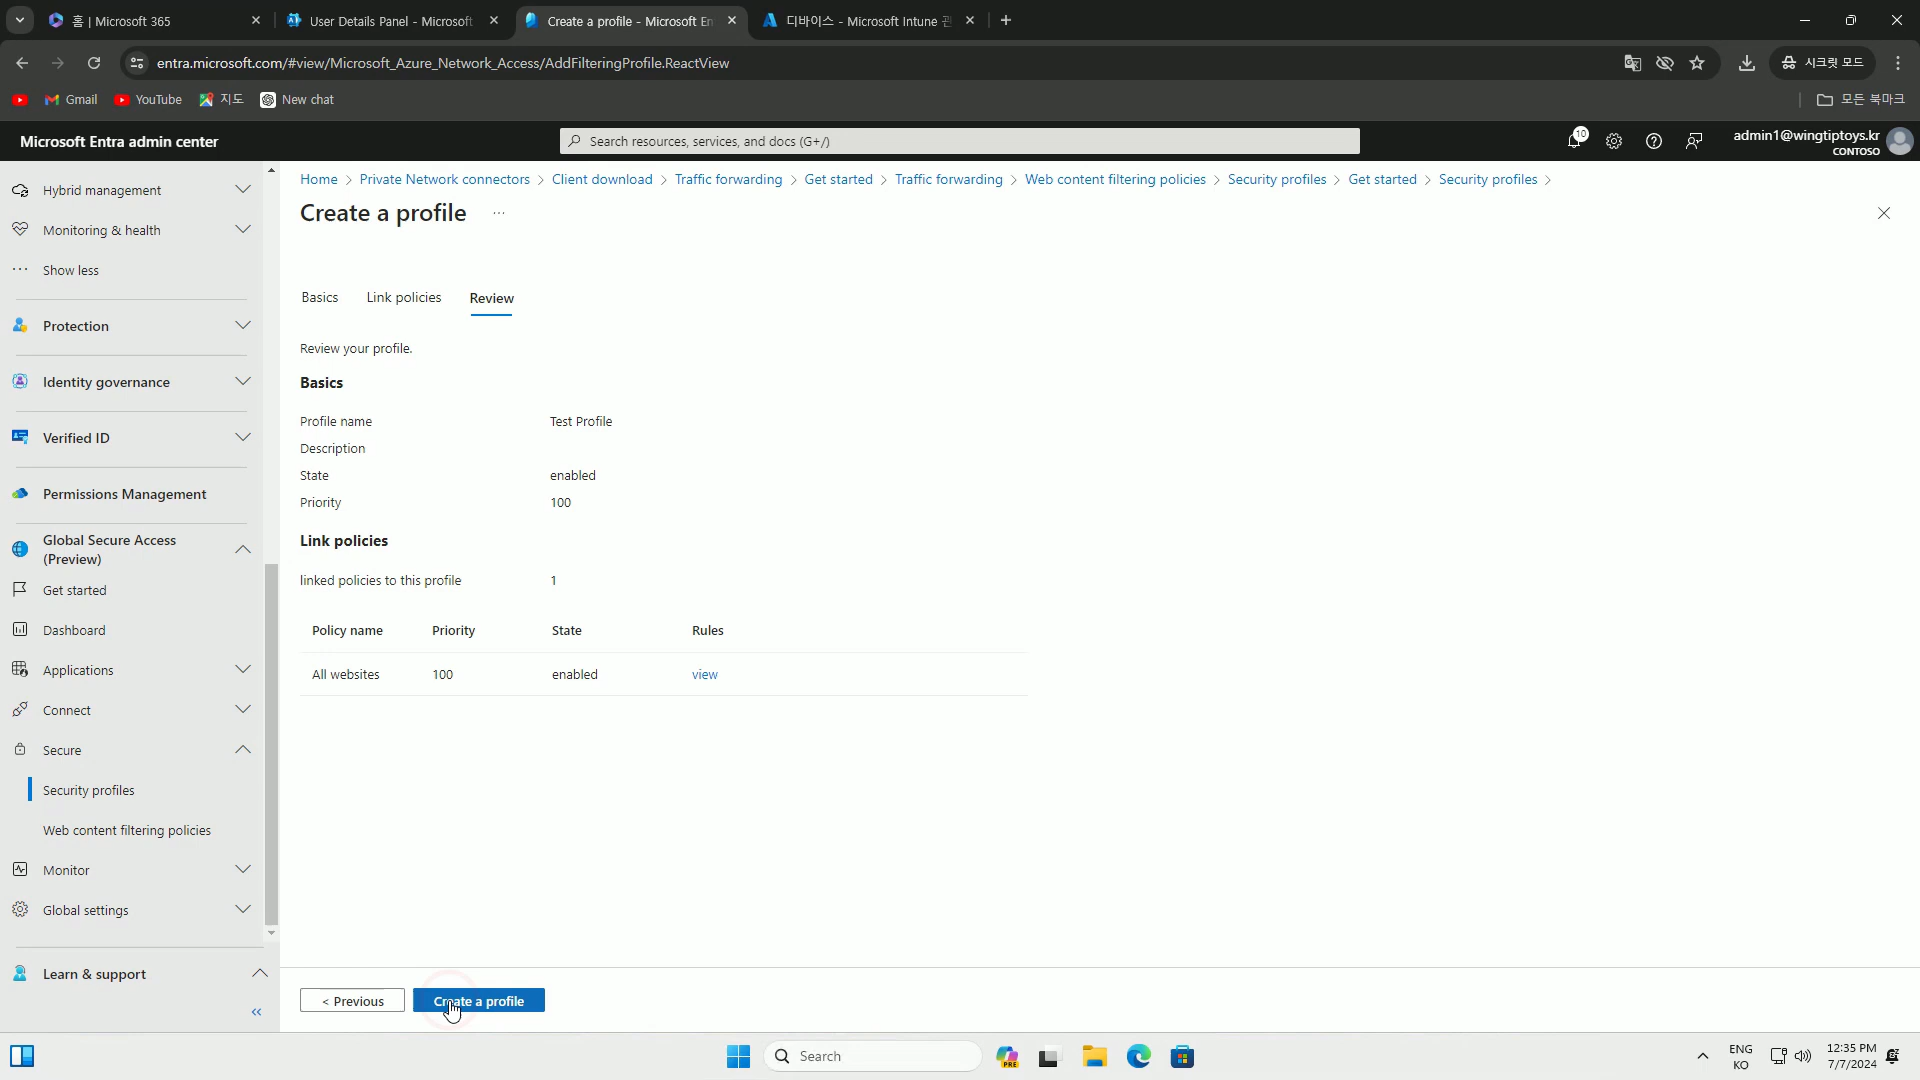 홈 | Microsoft 365
User Details Panel - Microsoft
Create a profile - Microsoft En
디바이스 - Microsoft Intune 관
entra.microsoft.com/#view/Microsoft_Azure_Network_Access/AddFilteringProfile.ReactView
시크릿 모드
Gmail
YouTube
지도
New chat
모든 북마크
Microsoft Entra admin center
Search resources, services, and docs (G+/)
10
admin1@wingtiptoys.kr
CONTOSO
Home > Private Network connectors > Client download > Traffic forwarding > Get started > Traffic forwarding > Web content filtering policies > Security profiles > Get started > Security profiles >
Create a profile ...
Hybrid management
Monitoring & health
Show less
Protection
Identity governance
Verified ID
Permissions Management
Global Secure Access
(Preview)
Get started
Dashboard
Applications
Connect
Secure
Security profiles
Web content filtering policies
Monitor
Global settings
Learn & support
«
Basics Link policies Review
Review your profile.
Basics
Profile name Test Profile
Description
State enabled
Priority 100
Link policies
linked policies to this profile 1
Policy name Priority State Rules
All websites 100 enabled view
< Previous
Create a profile
Search
PRE
ENG
KO
12:35 PM
7/7/2024